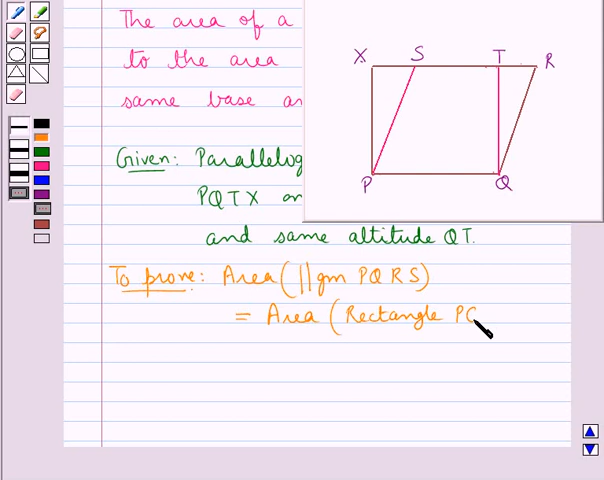 The area of a
to the area
same base an
Given: Parallelog
PQTX on
and same altitude QT.
To prove: Area (||gm PQRS)
= Area (Rectangle PQ
X S T R
P Q